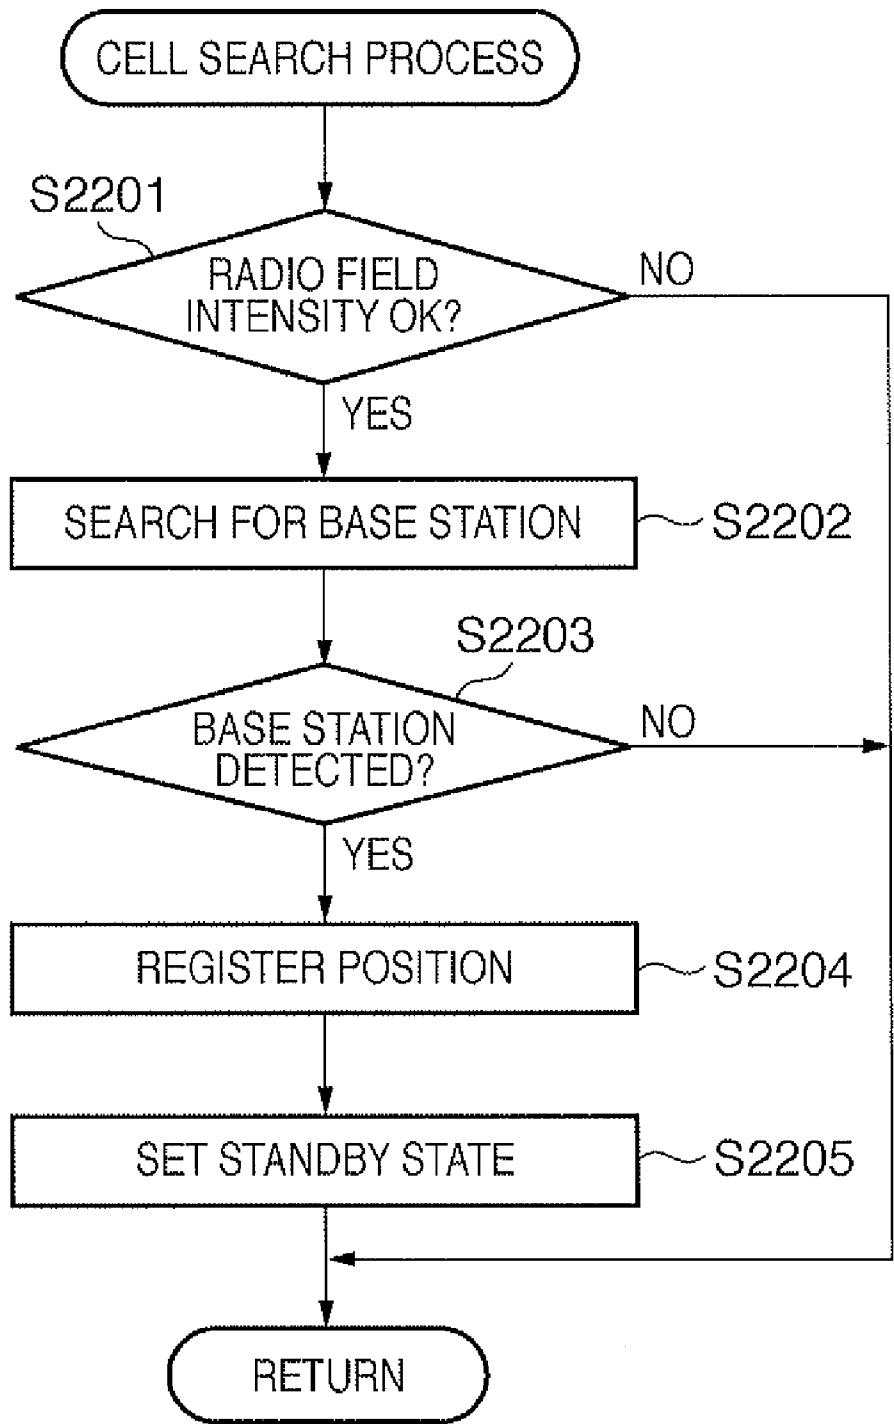 CELL SEARCH PROCESS
S2201
RADIO FIELD
INTENSITY OK?
NO
YES
SEARCH FOR BASE STATION
S2202
S2203
BASE STATION
DETECTED?
NO
YES
REGISTER POSITION
S2204
SET STANDBY STATE
S2205
RETURN